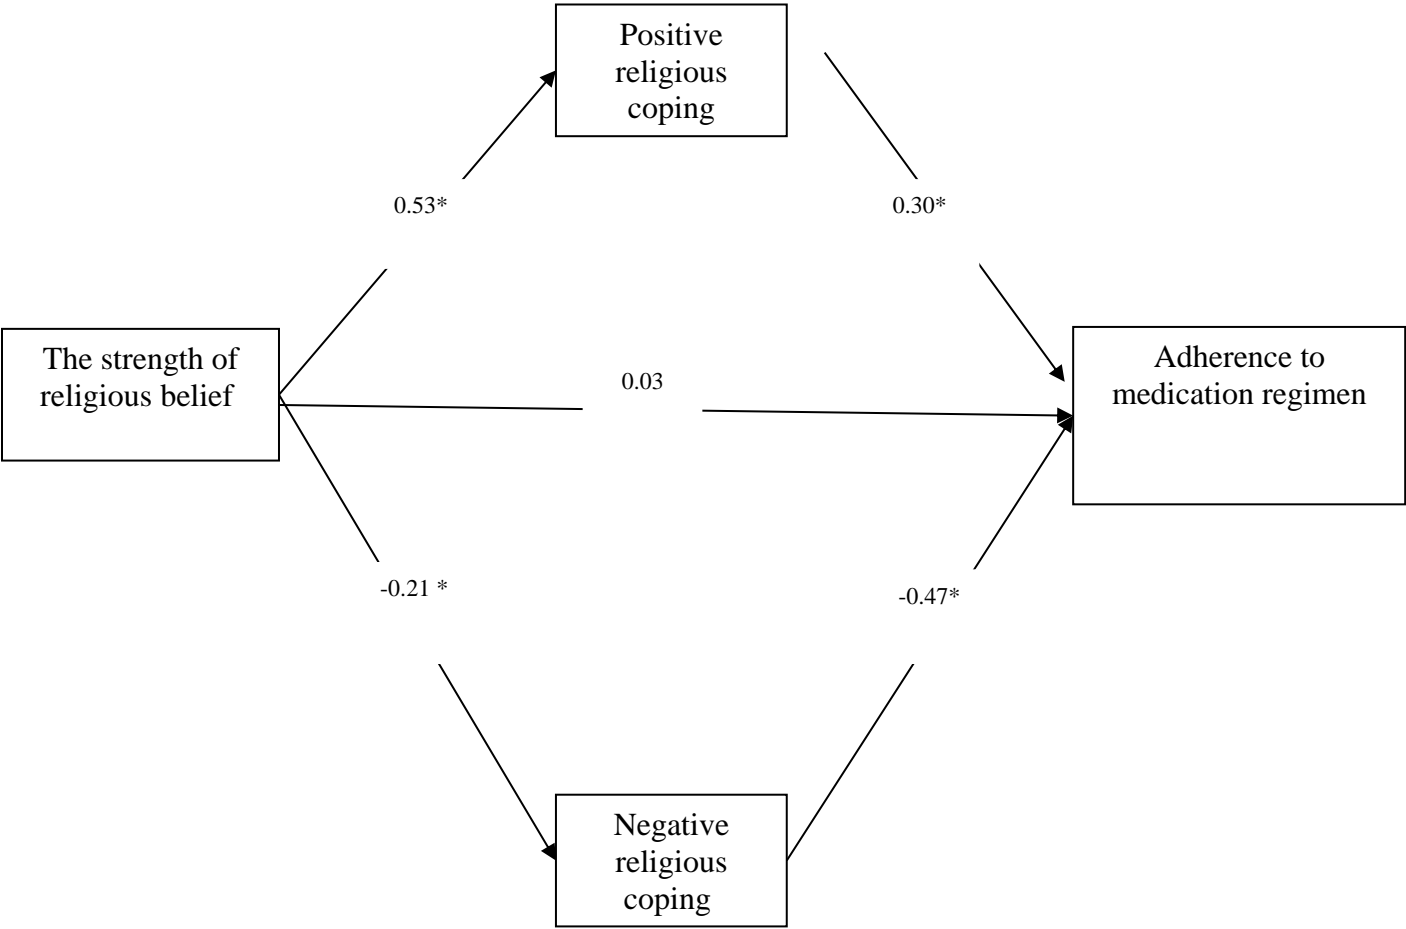 Positive
religious
coping
0.53*
0.30*
The strength of
religious belief
0.03
Adherence to
medication regimen
-0.21 *
-0.47*
Negative
religious
coping